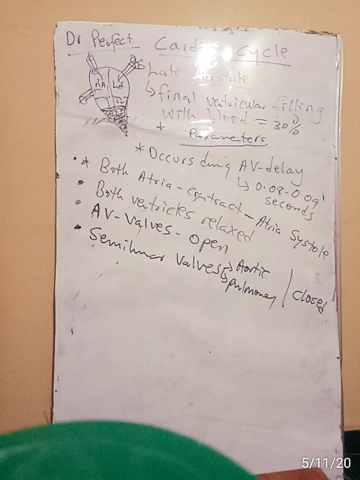 Dr Perfect
Cardiac cycle
RA LA
Late diastole
↳ final ventricular filling
with blood = 30%
* Parameters
* Occurs during AV-delay
↳ 0.08-0.09
seconds
* Both Atria - contract - Atria Systole
Both ventricles relaxed
AV-valves - open
Semilunar valves → Aortic
→ pulmonary
closed
5/11/20